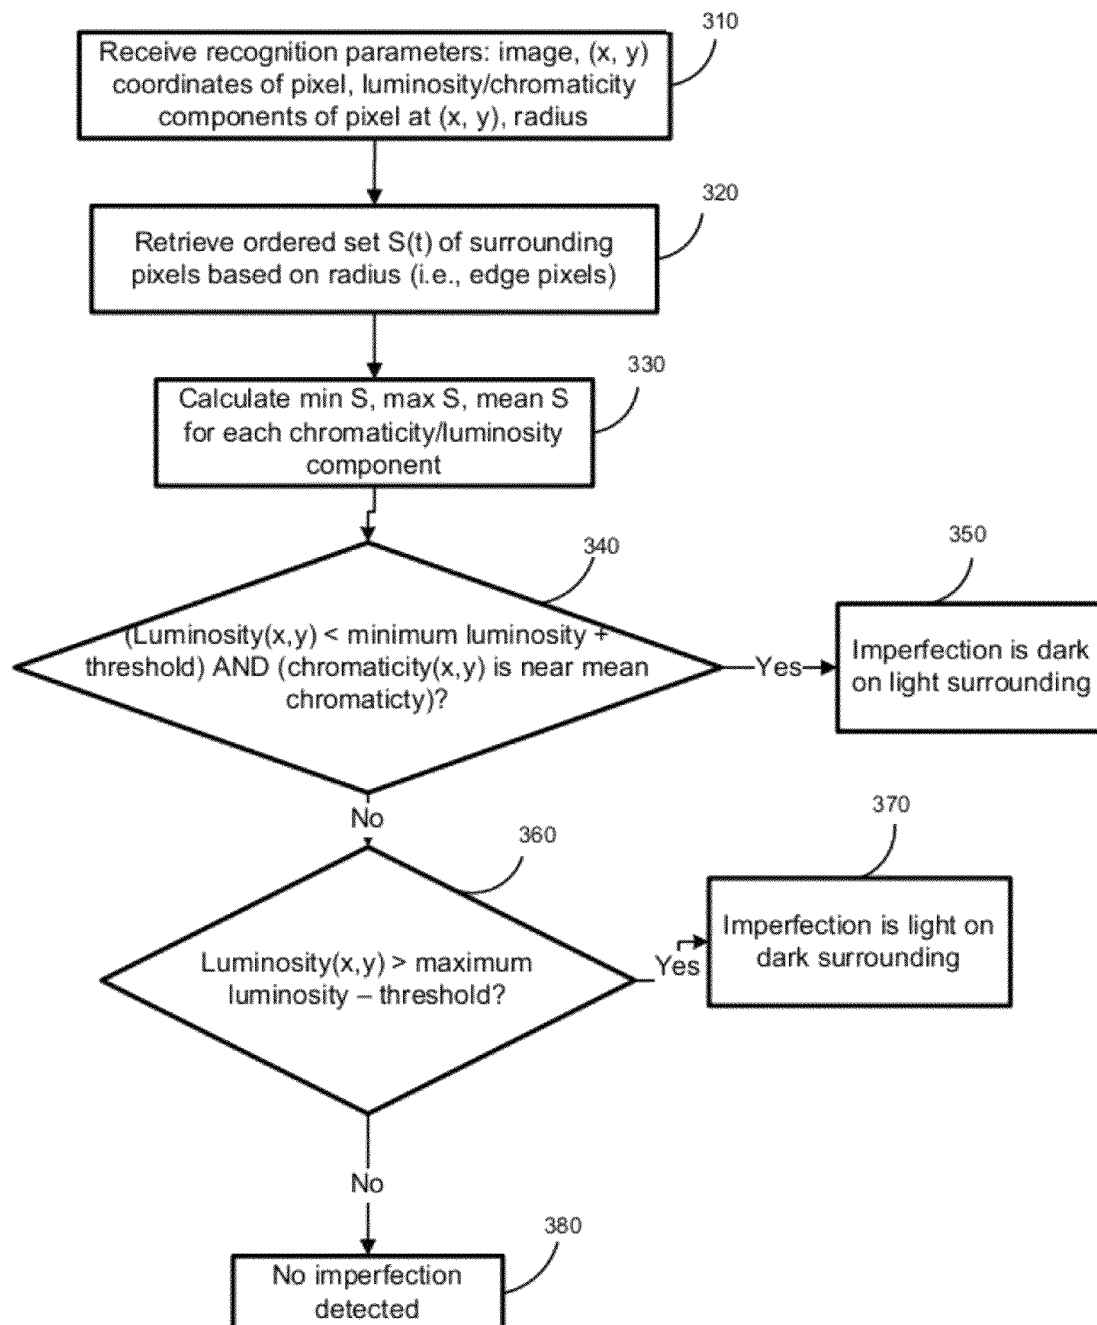 310
Receive recognition parameters: image, (x, y)
coordinates of pixel, luminosity/chromaticity
components of pixel at (x, y), radius
320
Retrieve ordered set S(t) of surrounding
pixels based on radius (i.e., edge pixels)
330
Calculate min S, max S, mean S
for each chromaticity/luminosity
component
340
(Luminosity(x,y) < minimum luminosity +
threshold) AND (chromaticity(x,y) is near mean
chromaticty)?
Yes
350
Imperfection is dark
on light surrounding
No
360
Luminosity(x,y) > maximum
luminosity – threshold?
Yes
370
Imperfection is light on
dark surrounding
No
380
No imperfection
detected